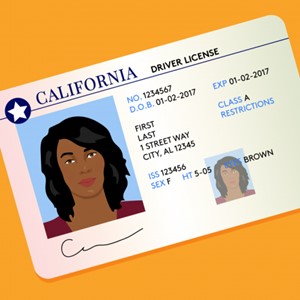 CALIFORNIA DRIVER LICENSE
NO. 1234567
D.O.B. 01-02-2017
EXP 01-02-2017
CLASS A
RESTRICTIONS
FIRST
LAST
1 STREET WAY
CITY, AL 12345
ISS 123456
SEX F HT 5-05 BROWN